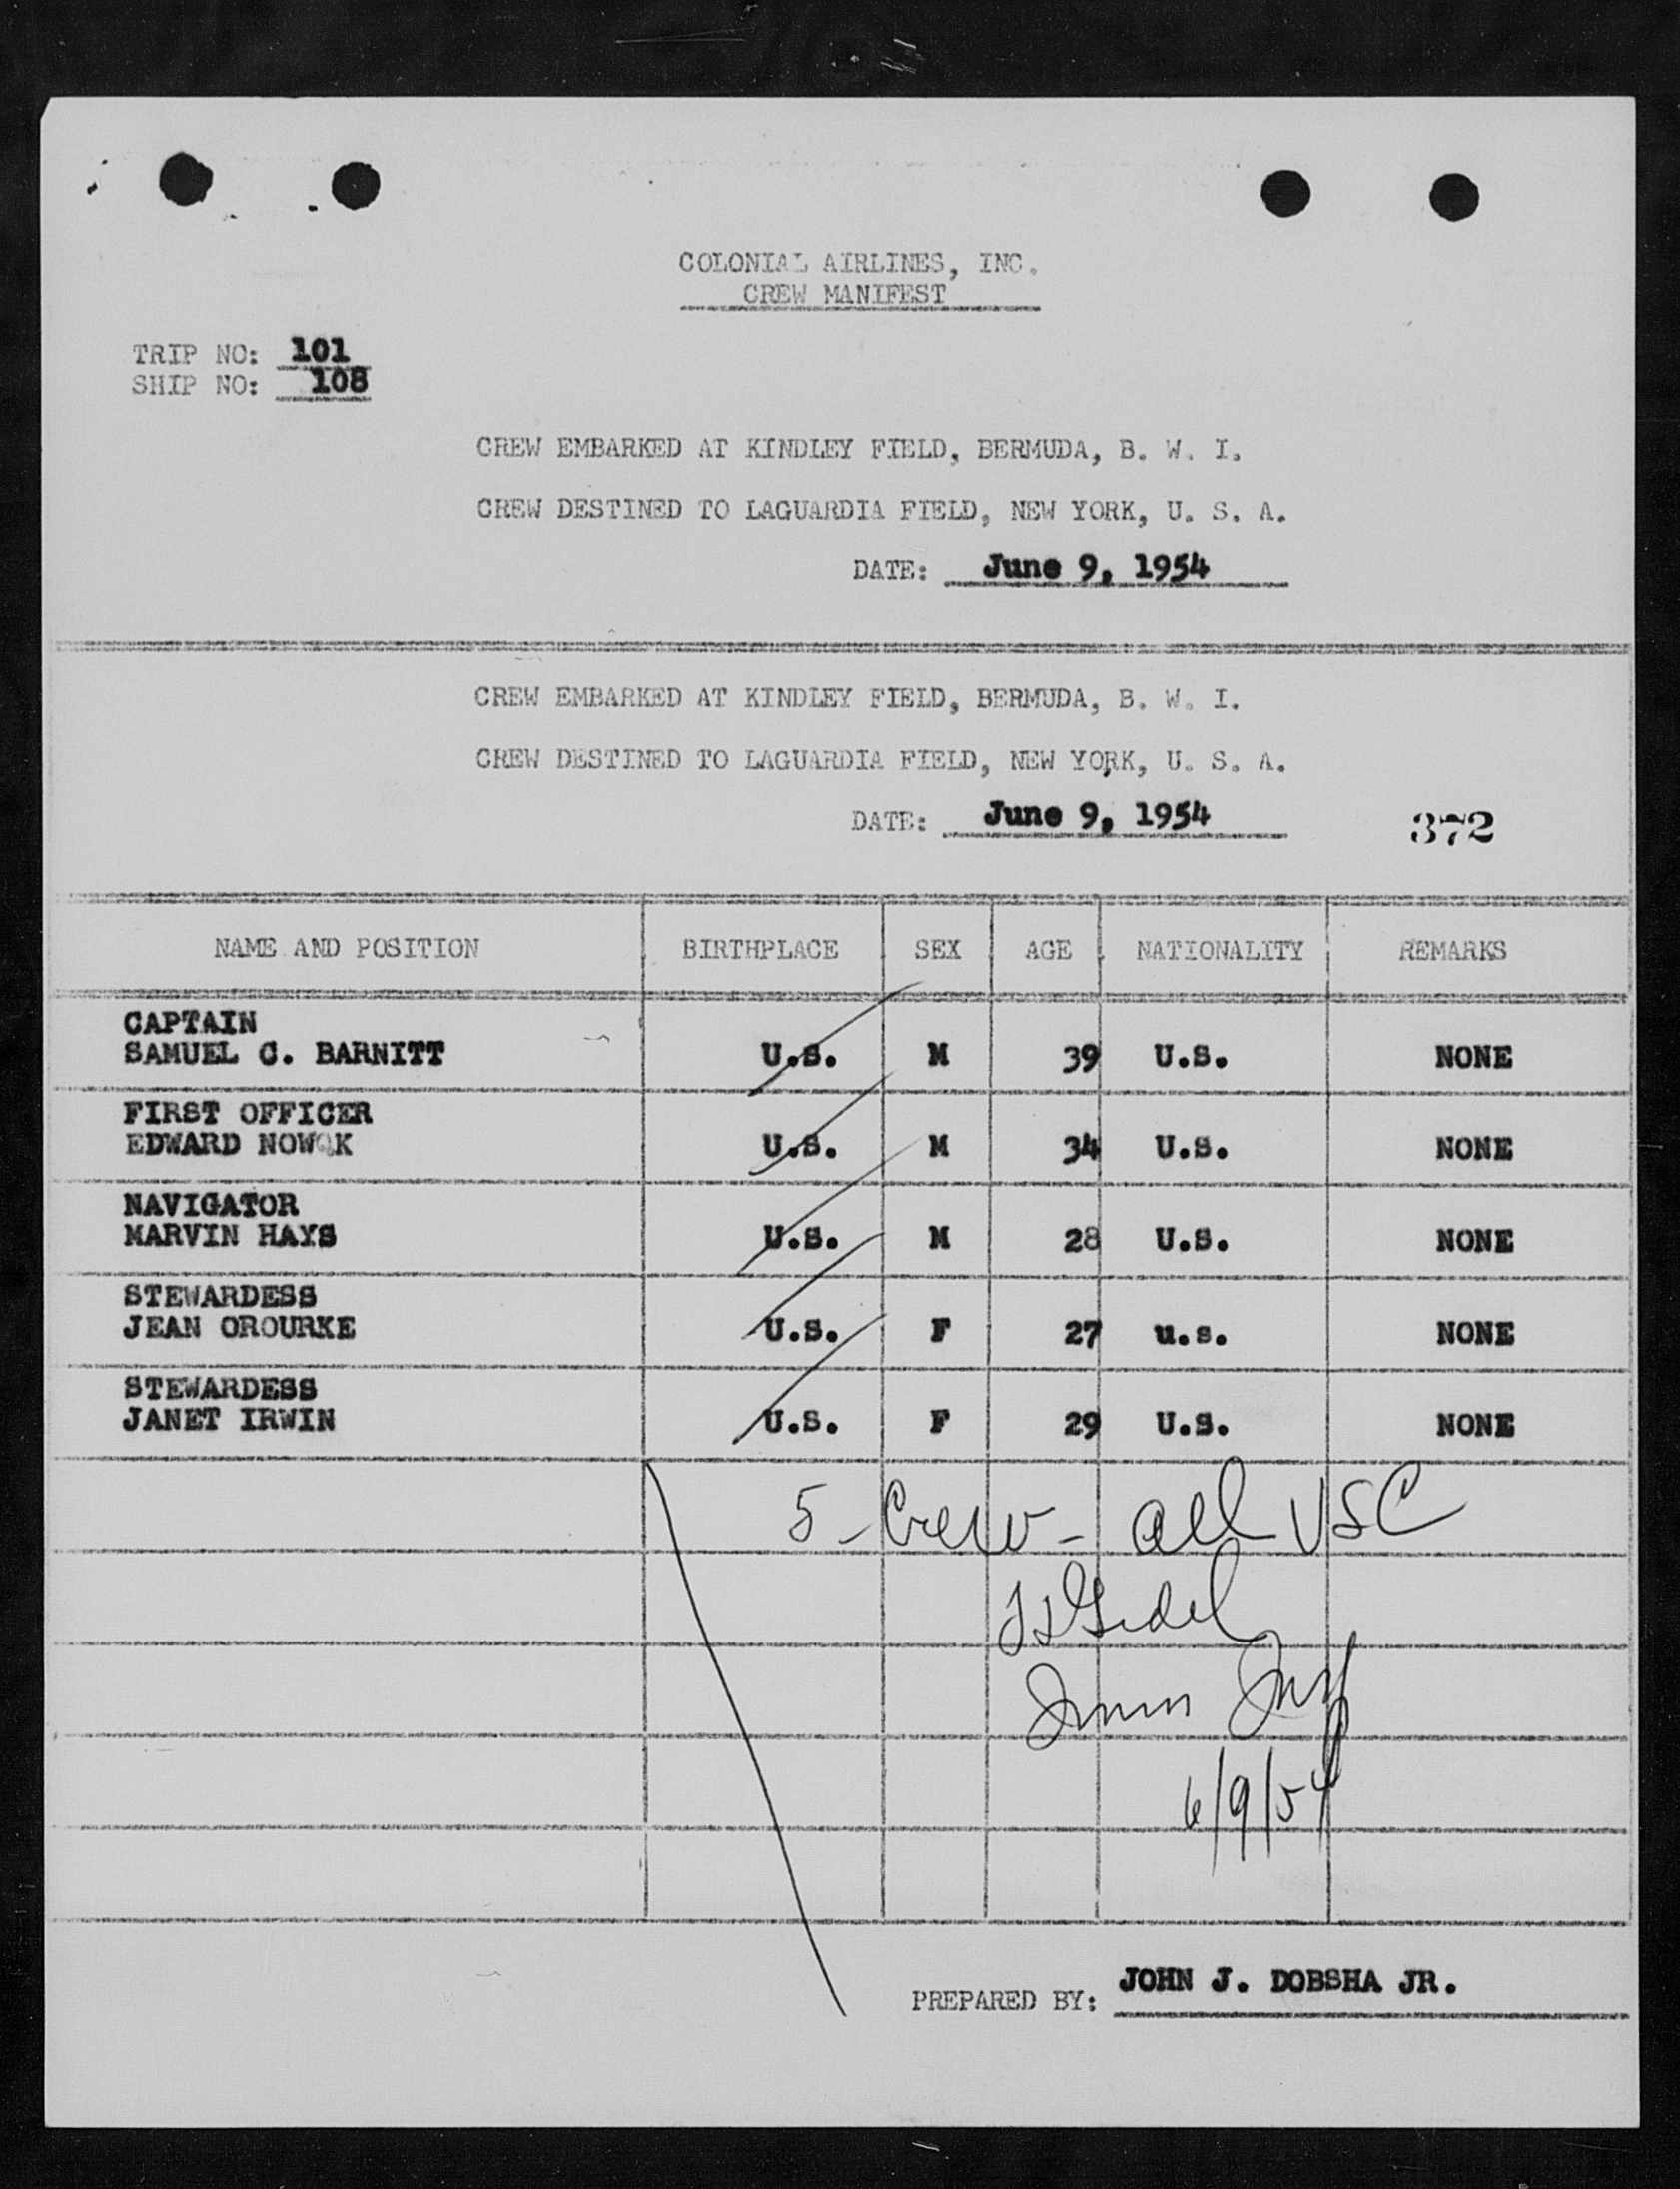 COLONIAL AIRLINES, INC.
CREW MANIFEST
TRIP NO: 101
SHIP NO: 108
CREW EMBARKED AT KINDLEY FIELD, BERMUDA, B. W. I.
CREW DESTINED TO LAGUARDIA FIELD, NEW YORK, U. S. A.
DATE: June 9, 1954
CREW EMBARKED AT KINDLEY FIELD, BERMUDA, B. W. I.
CREW DESTINED TO LAGUARDIA FIELD, NEW YORK, U. S. A.
DATE: June 9, 1954 372
NAME AND POSITION BIRTHPLACE SEX AGE NATIONALITY REMARKS
CAPTAIN
SAMUEL C. BARNITT U.S. M 39 U.S. NONE
FIRST OFFICER
EDWARD NOWAK U.S. M 34 U.S. NONE
NAVIGATOR
MARVIN HAYS U.S. M 28 U.S. NONE
STEWARDESS
JEAN OROURKE U.S. F 27 u.s. NONE
STEWARDESS
JANET IRWIN U.S. F 29 U.S. NONE
5 - Crew - all USC
6/9/54
PREPARED BY: JOHN J. DOBSHA JR.